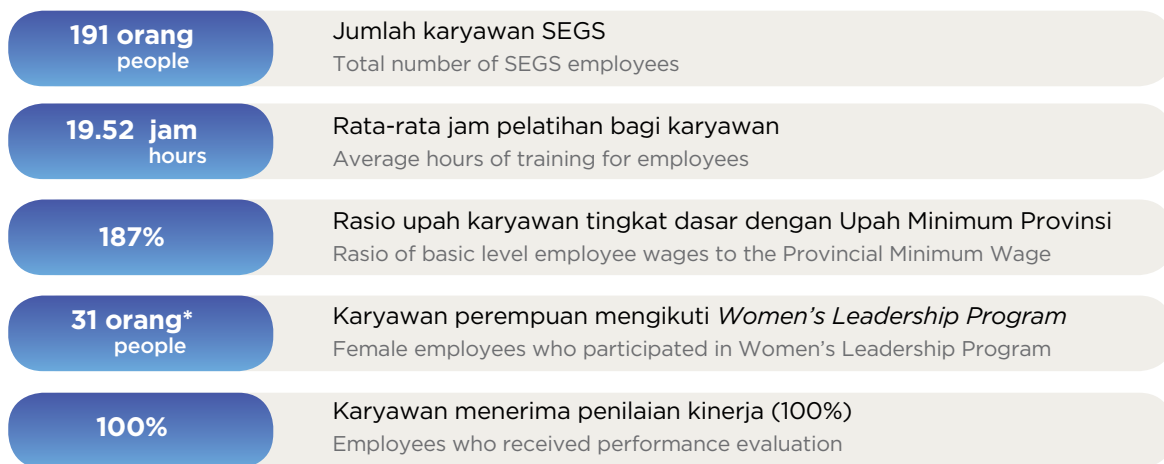 191 orang
people
Jumlah karyawan SEGS
Total number of SEGS employees
19.52 jam
hours
Rata-rata jam pelatihan bagi karyawan
Average hours of training for employees
187%
Rasio upah karyawan tingkat dasar dengan Upah Minimum Provinsi
Rasio of basic level employee wages to the Provincial Minimum Wage
31 orang*
people
Karyawan perempuan mengikuti Women's Leadership Program
Female employees who participated in Women's Leadership Program
100%
Karyawan menerima penilaian kinerja (100%)
Employees who received performance evaluation